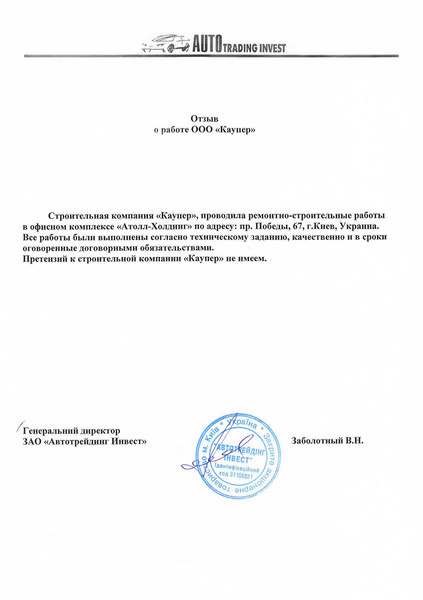 AUTO TRADING INVEST
Отзыв
о работе ООО «Каупер»
Строительная компания «Каупер», проводила ремонтно-строительные работы
в офисном комплексе «Атолл-Холдинг» по адресу: пр. Победы, 67, г.Киев, Украина.
Все работы были выполнены согласно техническому заданию, качественно и в сроки
оговоренные договорными обязательствами.
Претензий к строительной компании «Каупер» не имеем.
Генеральный директор
ЗАО «Автотрейдинг Инвест»
Заболотный В.Н.
Україна * Закрите акціонерне товариство м. Київ *
"АВТОТРЕЙДІНГ
ІНВЕСТ"
Ідентифікаційний
код